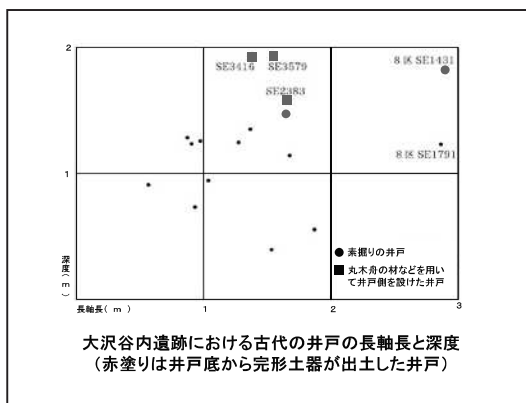 2
SE3416 SE3579
8区 SE1431
SE2383
1
8区 SE1791
素掘りの井戸
丸木舟の材などを用い
て井戸側を設けた井戸
深度(m)
長軸長(m) 1 2 3
大沢谷内遺跡における古代の井戸の長軸長と深度
(赤塗りは井戸底から完形土器が出土した井戸)